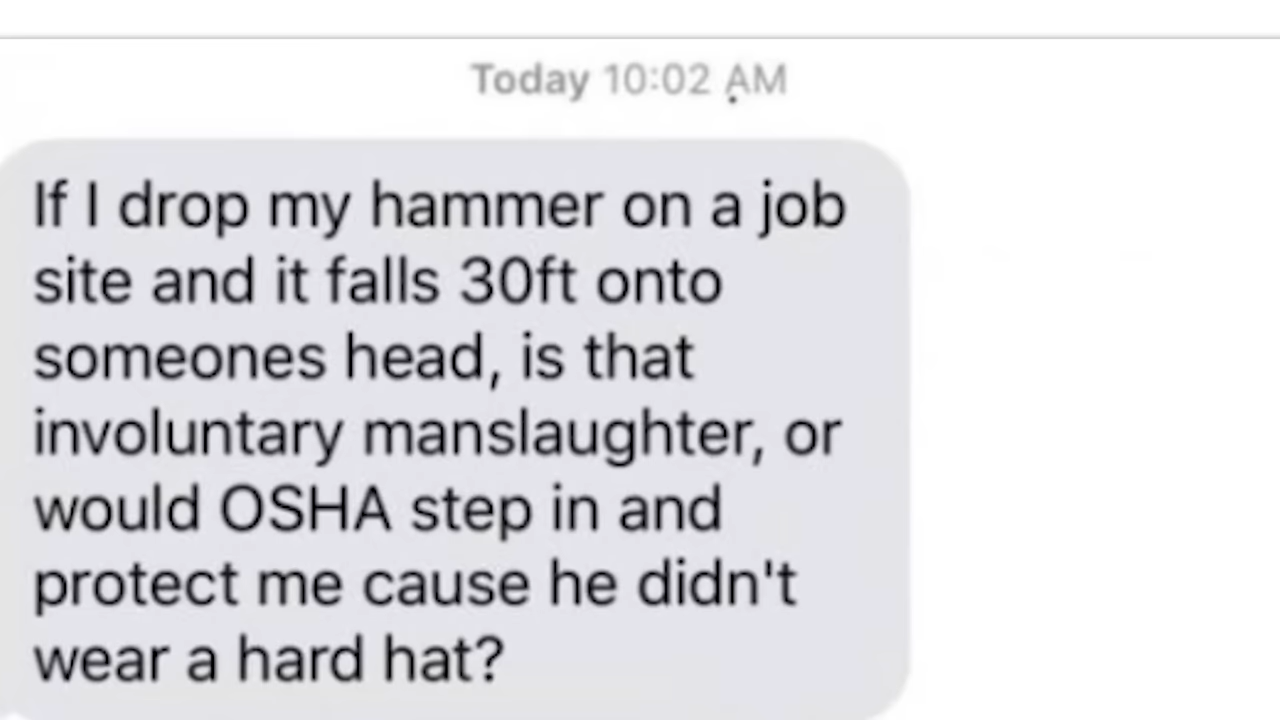 Today 10:02 AM
If I drop my hammer on a job
site and it falls 30ft onto
someones head, is that
involuntary manslaughter, or
would OSHA step in and
protect me cause he didn't
wear a hard hat?